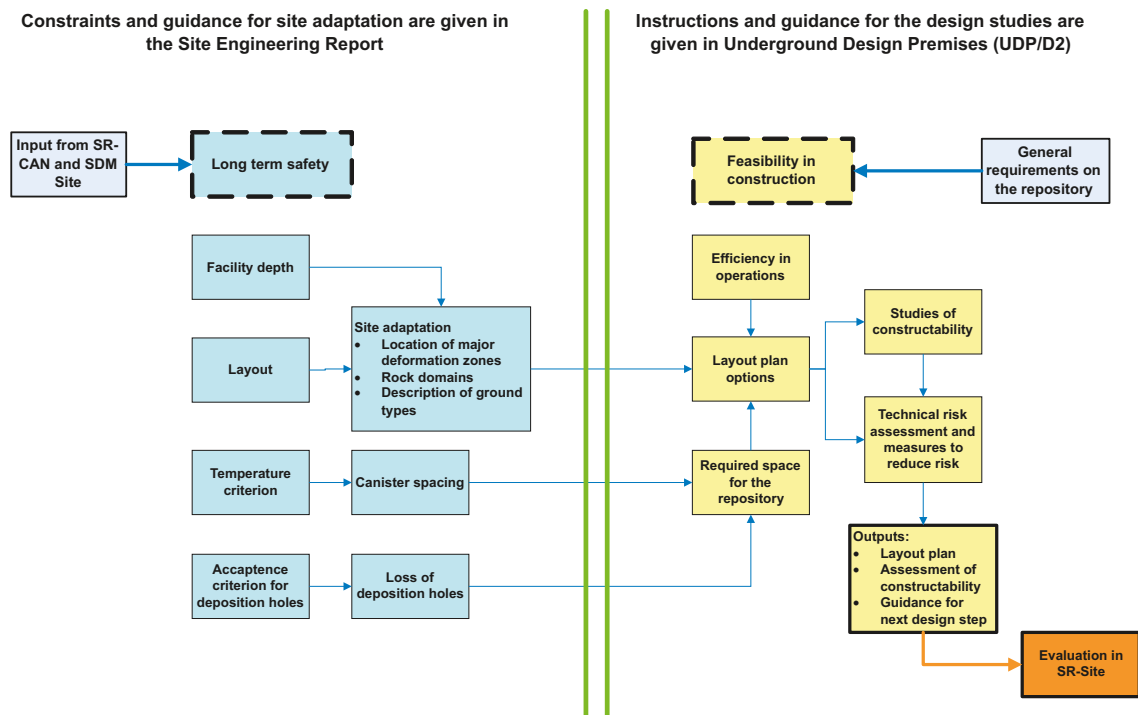 Constraints and guidance for site adaptation are given in
the Site Engineering Report
Instructions and guidance for the design studies are
given in Underground Design Premises (UDP/D2)
Input from SR-
CAN and SDM
Site
Long term safety
Feasibility in
construction
General
requirements on
the repository
Facility depth
Efficiency in
operations
Site adaptation
• Location of major
deformation zones
• Rock domains
• Description of ground
types
Layout
Layout plan
options
Studies of
constructability
Technical risk
assessment and
measures to
reduce risk
Temperature
criterion
Canister spacing
Required space
for the
repository
Accaptence
criterion for
deposition holes
Loss of
deposition holes
Outputs:
• Layout plan
• Assessment of
constructability
• Guidance for
next design step
Evaluation in
SR-Site